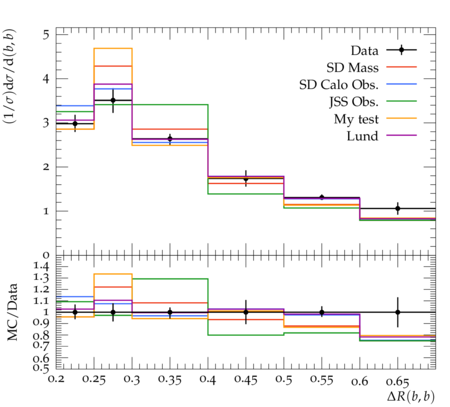 (1/σ)dσ/d(b, b)
5
4
3
2
1
0
Data
SD Mass
SD Calo Obs.
JSS Obs.
My test
Lund
MC/Data
1.4
1.3
1.2
1.1
1
0.9
0.8
0.7
0.6
0.5
0.2 0.25 0.3 0.35 0.4 0.45 0.5 0.55 0.6 0.65
ΔR(b, b)